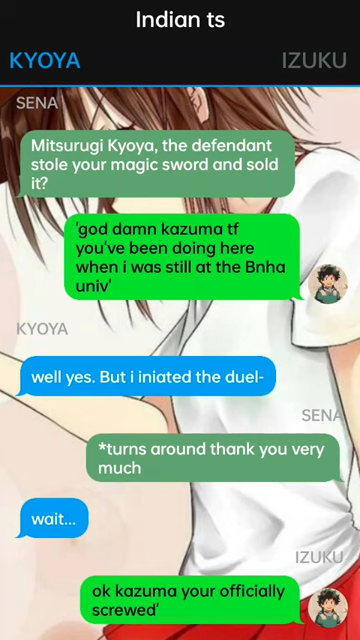 Indian ts
KYOYA
IZUKU
SENA
Mitsurugi Kyoya, the defendant
stole your magic sword and sold
it?
'god damn kazuma tf
you've been doing here
when i was still at the Bnha
univ'
KYOYA
well yes. But i iniated the duel-
SENA
*turns around thank you very
much
wait...
IZUKU
ok kazuma your officially
screwed'